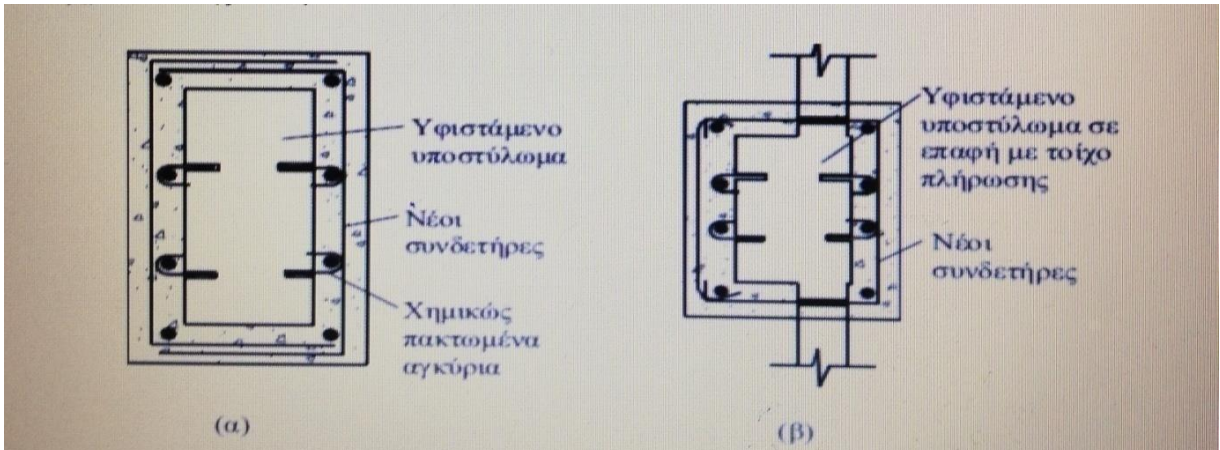 Υφιστάμενο
υποστύλωμα
Νέοι
συνδετήρες
Χημικώς
πακτωμένα
αγκύρια
(α)
Υφιστάμενο
υποστύλωμα σε
επαφή με τοίχο
πλήρωσης
Νέοι
συνδετήρες
(β)